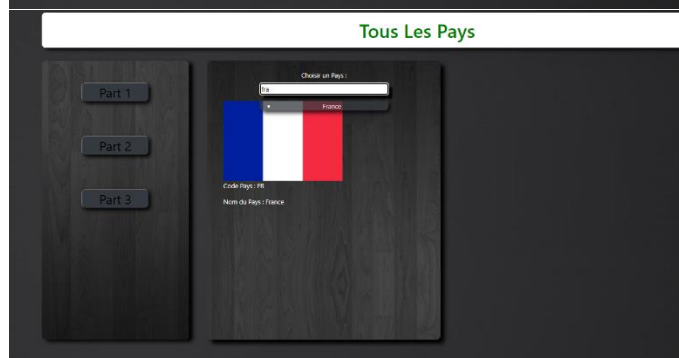 Tous Les Pays
Part 1
Part 2
Part 3
Choisir un Pays :
fra
France
Code Pays : FR
Nom du Pays : France